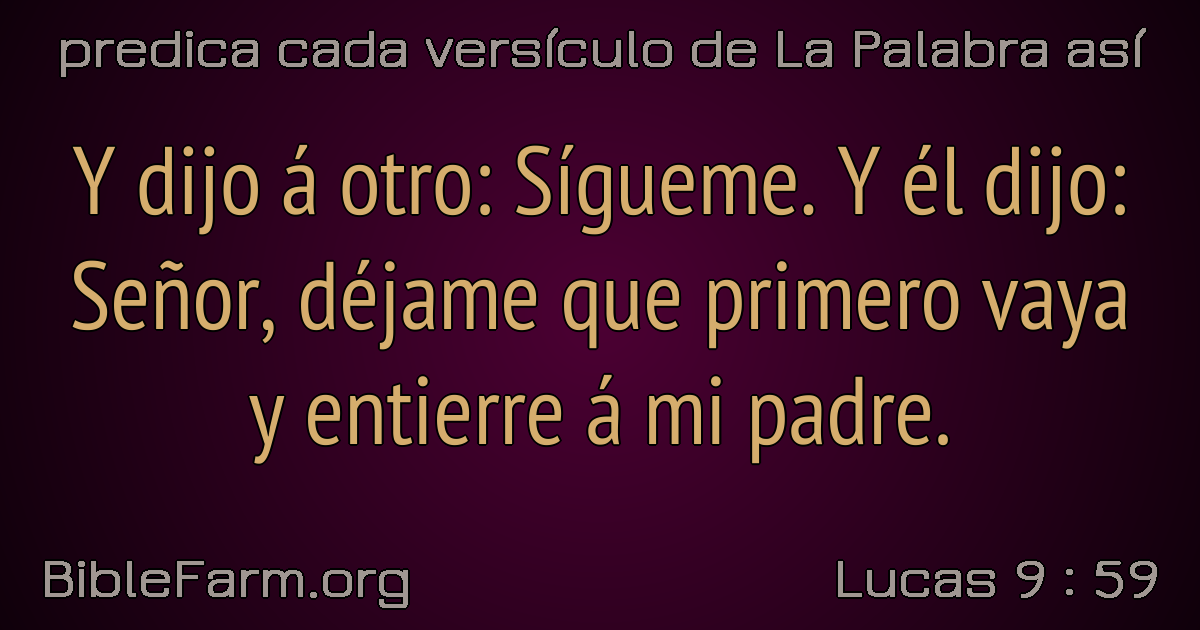 predica cada versículo de La Palabra así
Y dijo á otro: Sígueme. Y él dijo:
Señor, déjame que primero vaya
y entierre á mi padre.
BibleFarm.org
Lucas 9 : 59